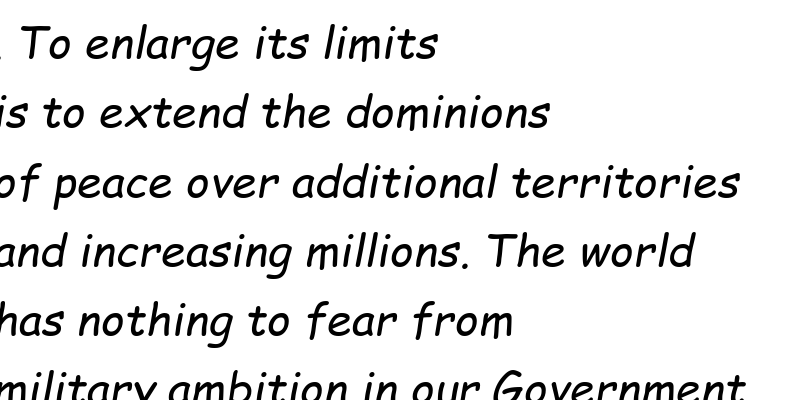 . To enlarge its limits
is to extend the dominions
of peace over additional territories
and increasing millions. The world
has nothing to fear from
military ambition in our Government